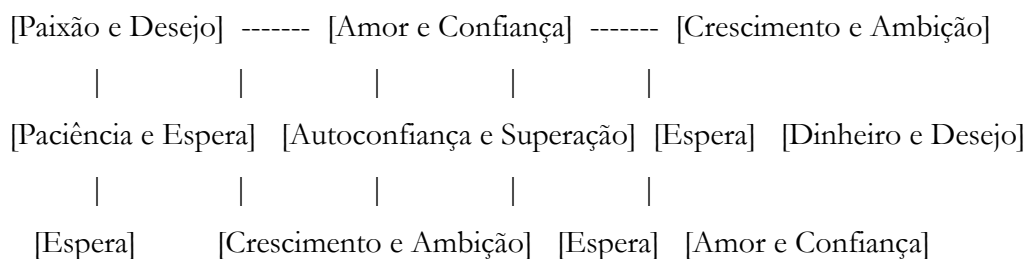 [Paixão e Desejo] ------- [Amor e Confiança] ------- [Crescimento e Ambição]
| | | | |
[Paciência e Espera] [Autoconfiança e Superação] [Espera] [Dinheiro e Desejo]
| | | | |
[Espera] [Crescimento e Ambição] [Espera] [Amor e Confiança]